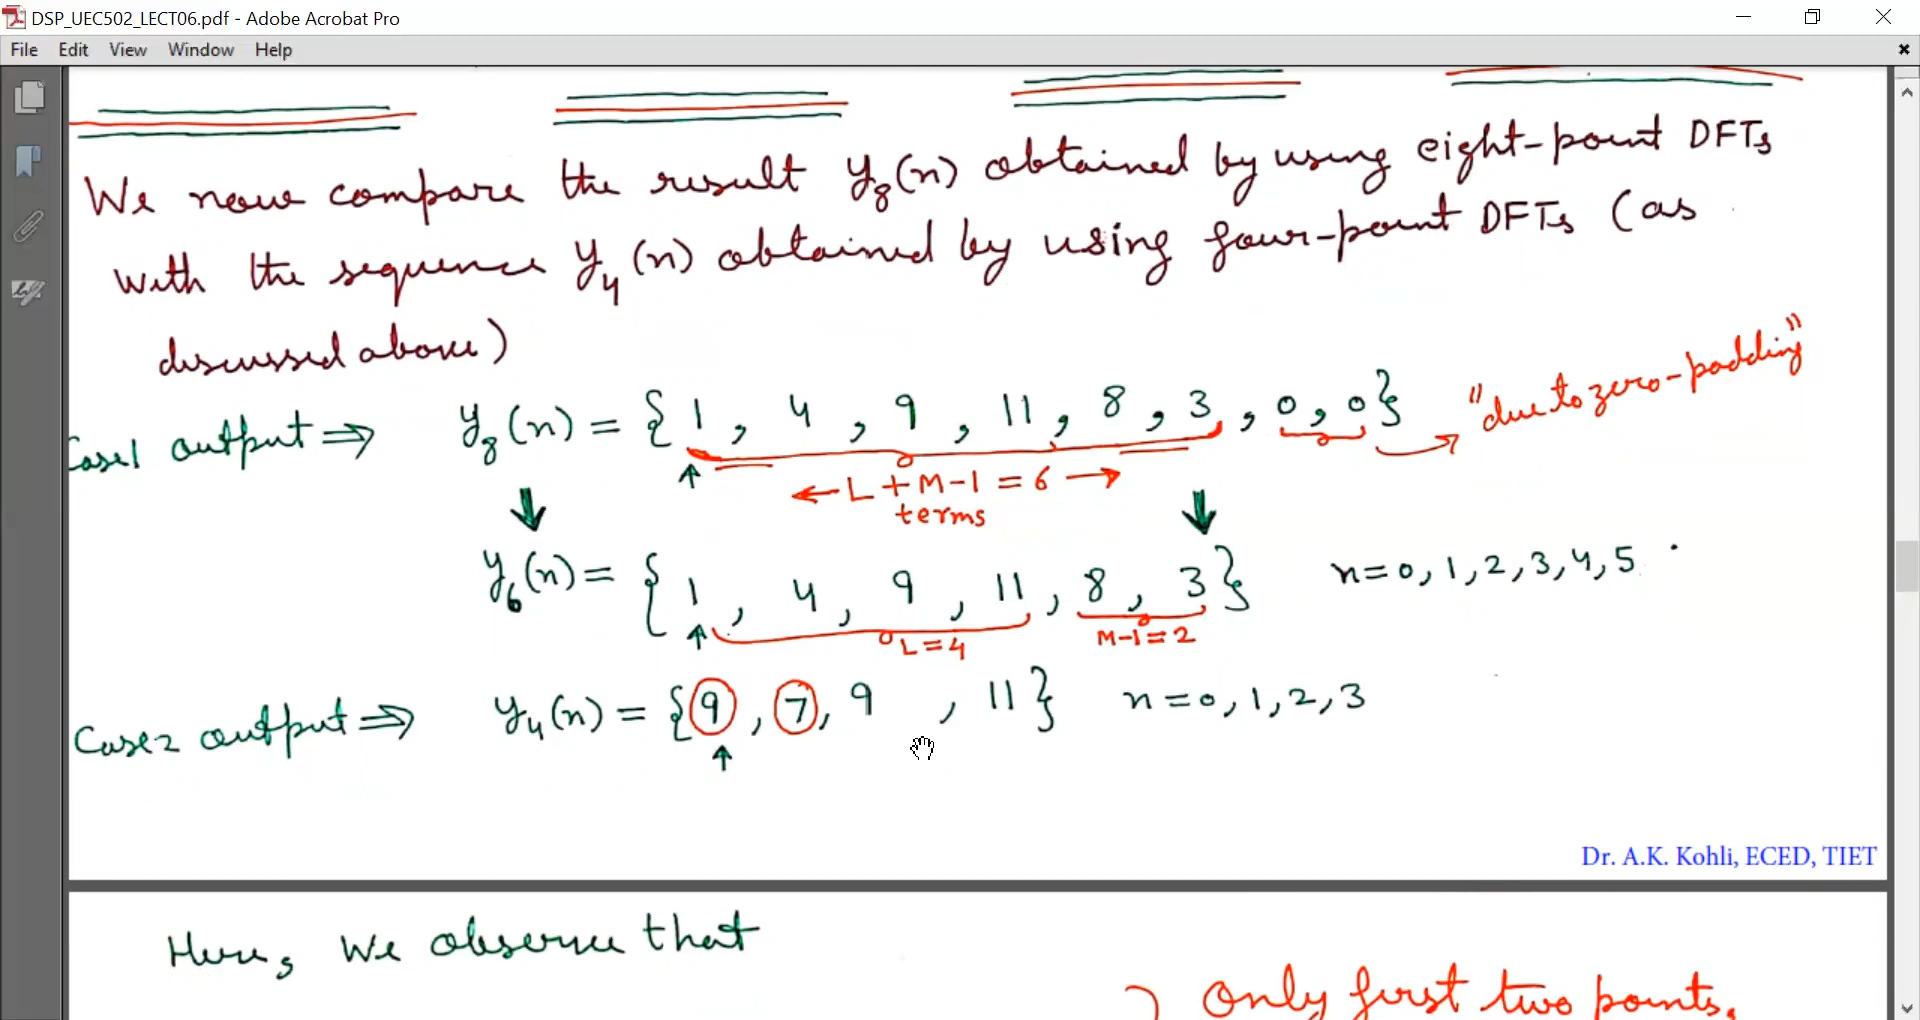 DSP_UEC502_LECT06.pdf - Adobe Acrobat Pro
File Edit View Window Help
We now compare the result y₈(n) obtained by using eight-point DFTs
with the sequence y₄(n) obtained by using four-point DFTs (as
discussed above)
Case1 output ⇒ y₈(n) = {1, 4, 9, 11, 8, 3, 0, 0} → "due to zero-padding"
↑ ← L+M-1=6 →
terms
y₆(n) = {1, 4, 9, 11, 8, 3} n=0,1,2,3,4,5
↑ L=4 M-1=2
Case2 output ⇒ y₄(n) = {9, 7, 9, 11} n=0,1,2,3
↑
Dr. A.K. Kohli, ECED, TIET
Here, We observe that
) Only first two points,